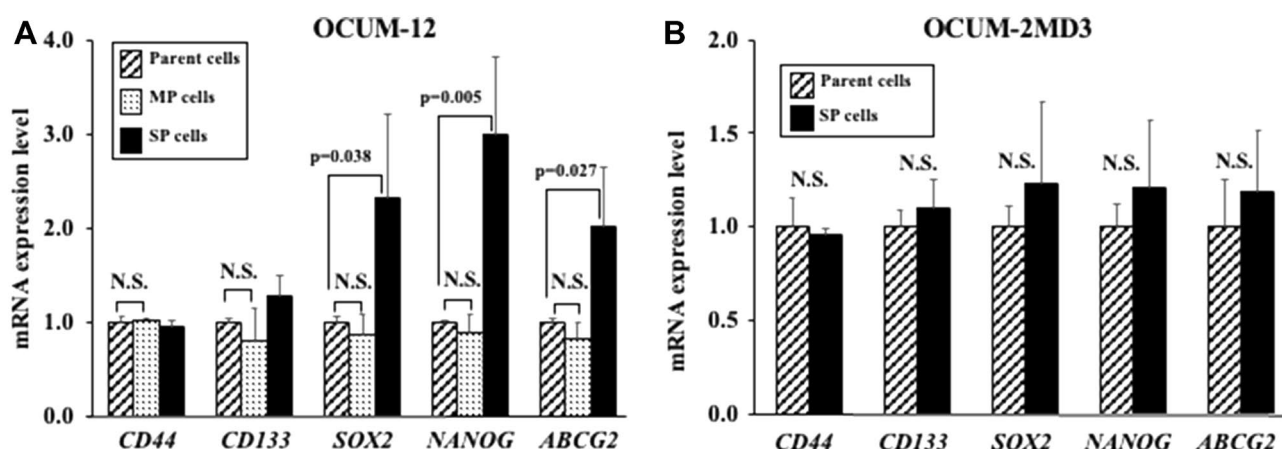 A
OCUM-12
mRNA expression level
4.0
3.0
2.0
1.0
0.0
Parent cells
MP cells
SP cells
N.S.
N.S.
p=0.038
N.S.
p=0.005
N.S.
p=0.027
N.S.
CD44 CD133 SOX2 NANOG ABCG2
B
OCUM-2MD3
mRNA expression level
2.0
1.5
1.0
0.5
0.0
Parent cells
SP cells
N.S. N.S. N.S. N.S. N.S.
CD44 CD133 SOX2 NANOG ABCG2